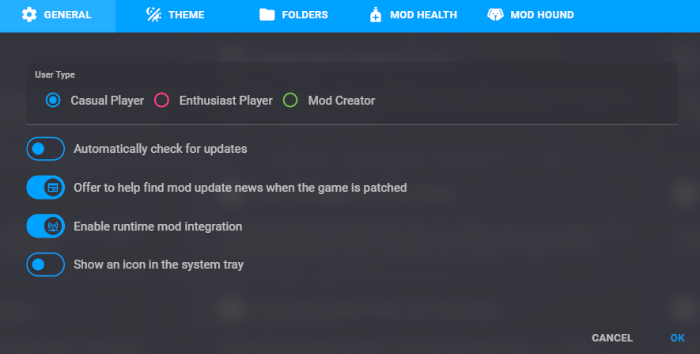 GENERAL THEME FOLDERS MOD HEALTH MOD HOUND
User Type
Casual Player Enthusiast Player Mod Creator
Automatically check for updates
Offer to help find mod update news when the game is patched
Enable runtime mod integration
Show an icon in the system tray
CANCEL OK